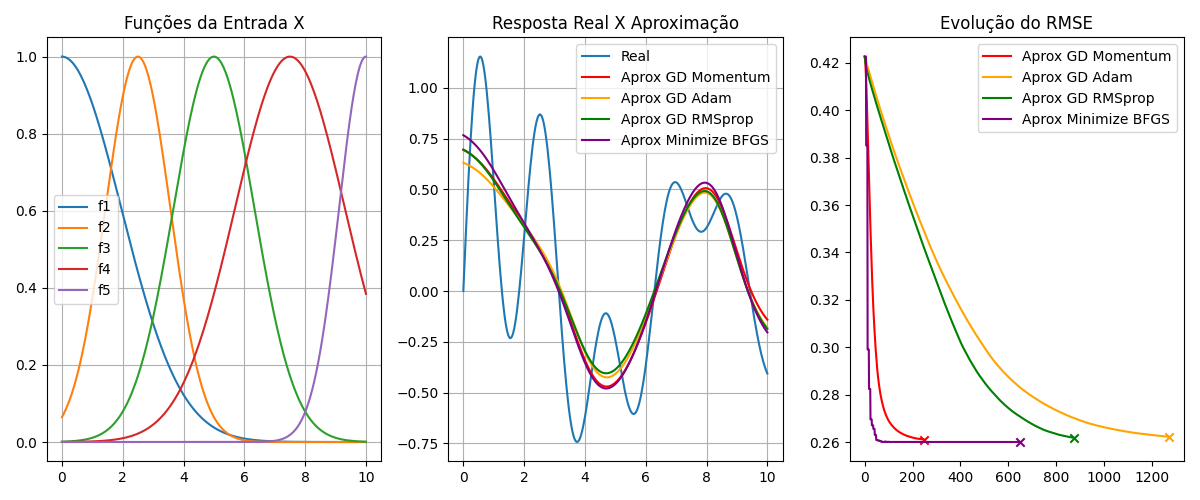 Funções da Entrada X
1.0
0.8
0.6
0.4
0.2
0.0
f1
f2
f3
f4
f5
0 2 4 6 8 10
Resposta Real X Aproximação
1.00
0.75
0.50
0.25
0.00
−0.25
−0.50
−0.75
Real
Aprox GD Momentum
Aprox GD Adam
Aprox GD RMSprop
Aprox Minimize BFGS
0 2 4 6 8 10
Evolução do RMSE
0.42
0.40
0.38
0.36
0.34
0.32
0.30
0.28
0.26
Aprox GD Momentum
Aprox GD Adam
Aprox GD RMSprop
Aprox Minimize BFGS
0 200 400 600 800 1000 1200